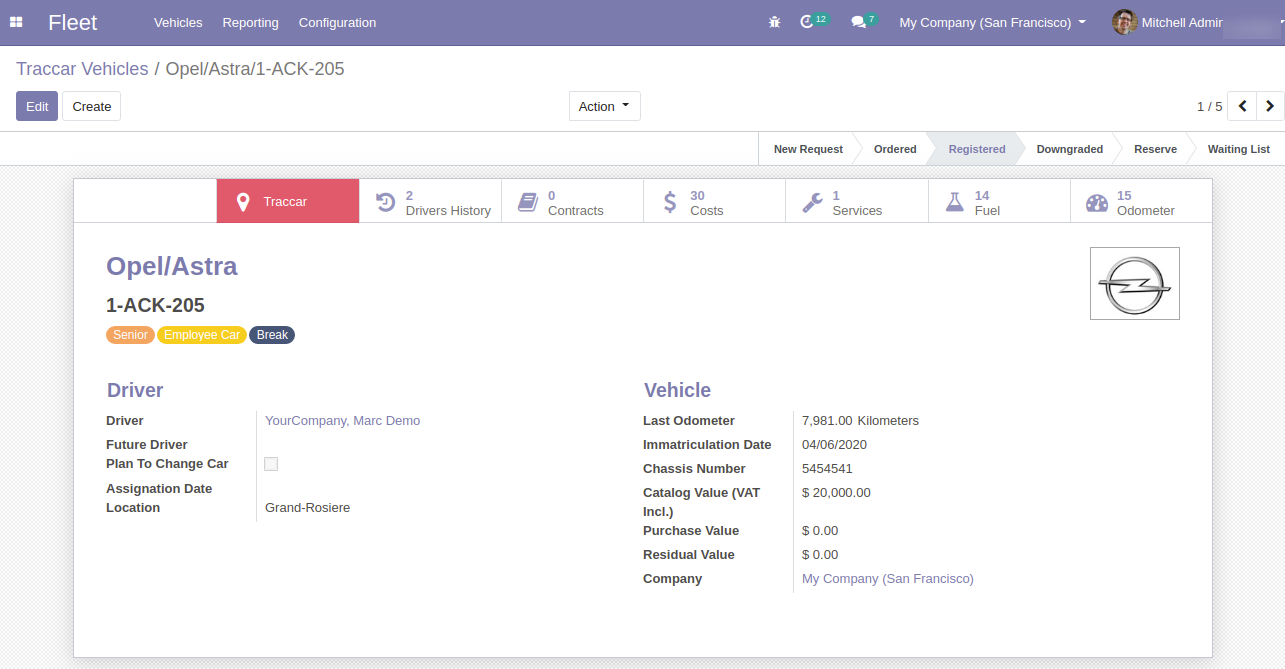 Fleet Vehicles Reporting Configuration 12 7 My Company (San Francisco) Mitchell Admin
Traccar Vehicles / Opel/Astra/1-ACK-205
Edit Create Action 1 / 5
New Request Ordered Registered Downgraded Reserve Waiting List
Traccar
2
Drivers History
0
Contracts
30
Costs
1
Services
14
Fuel
15
Odometer
Opel/Astra
1-ACK-205
Senior Employee Car Break
Driver
Driver YourCompany, Marc Demo
Future Driver
Plan To Change Car
Assignation Date
Location Grand-Rosiere
Vehicle
Last Odometer 7,981.00 Kilometers
Immatriculation Date 04/06/2020
Chassis Number 5454541
Catalog Value (VAT $ 20,000.00
Incl.)
Purchase Value $ 0.00
Residual Value $ 0.00
Company My Company (San Francisco)